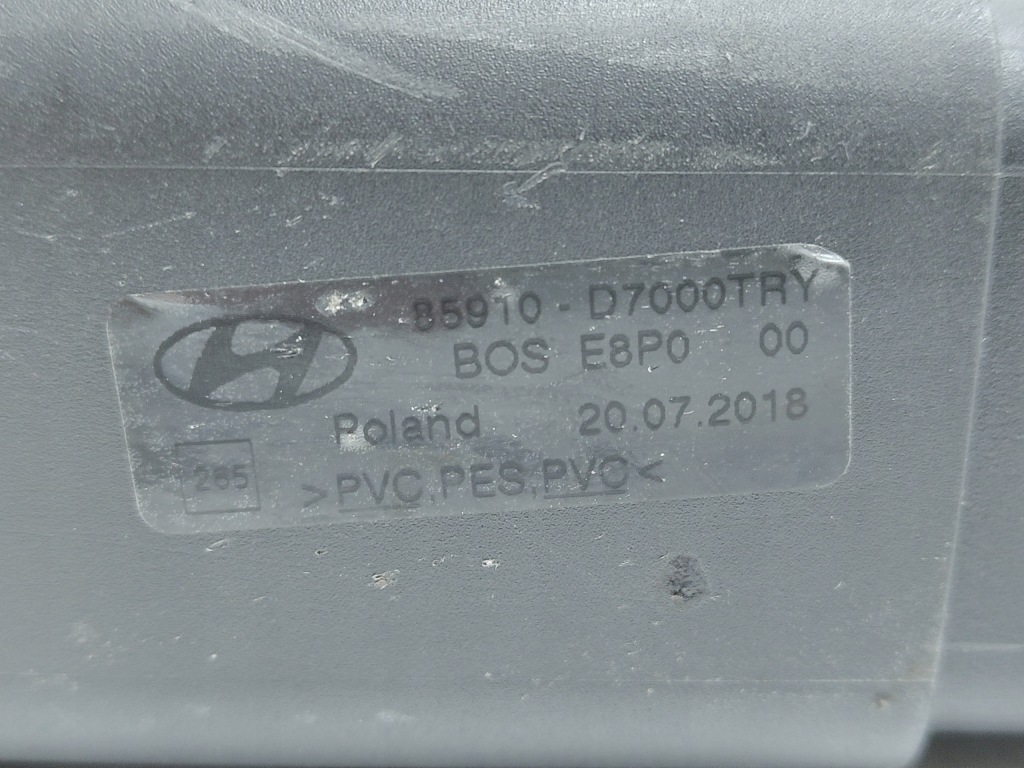 85910 - D7000TRY
BOS E8P0 00
Poland 20.07.2018
265 >PVC,PES,PVC<